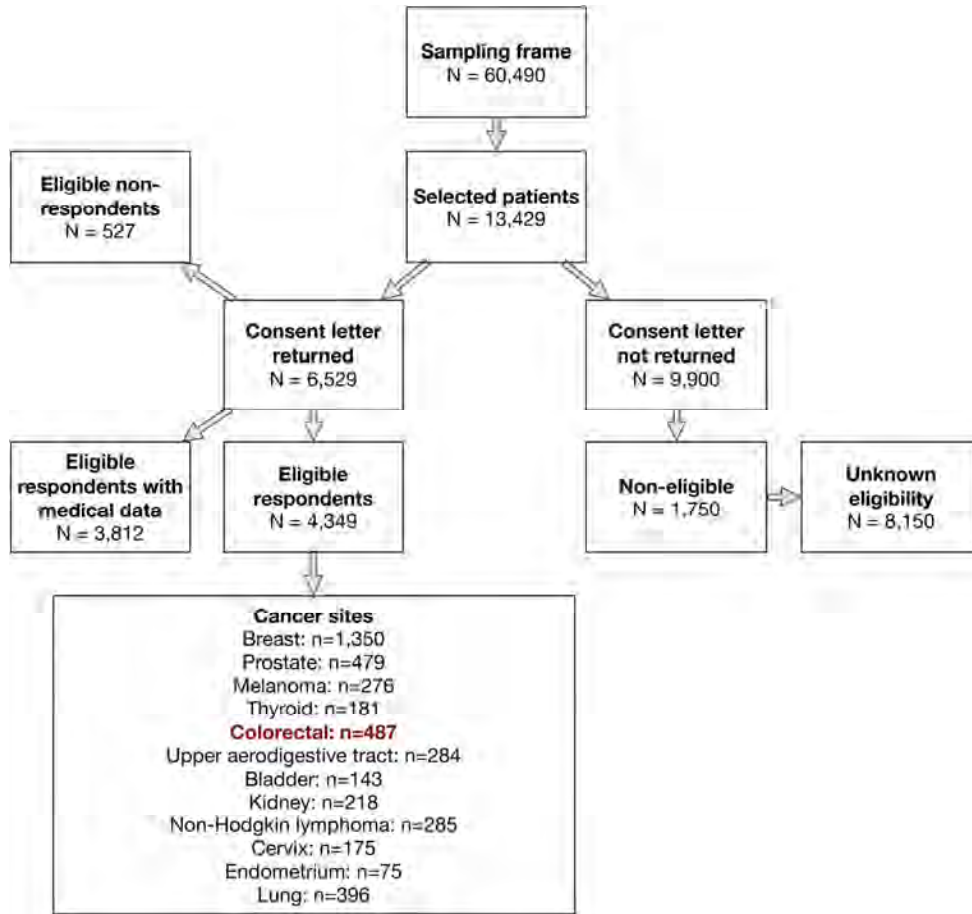 Sampling frame
N = 60,490
Eligible non-
respondents
N = 527
Selected patients
N = 13,429
Consent letter
returned
N = 6,529
Consent letter
not returned
N = 9,900
Eligible
respondents with
medical data
N = 3,812
Eligible
respondents
N = 4,349
Non-eligible
N = 1,750
Unknown
eligibility
N = 8,150
Cancer sites
Breast: n=1,350
Prostate: n=479
Melanoma: n=276
Thyroid: n=181
Colorectal: n=487
Upper aerodigestive tract: n=284
Bladder: n=143
Kidney: n=218
Non-Hodgkin lymphoma: n=285
Cervix: n=175
Endometrium: n=75
Lung: n=396